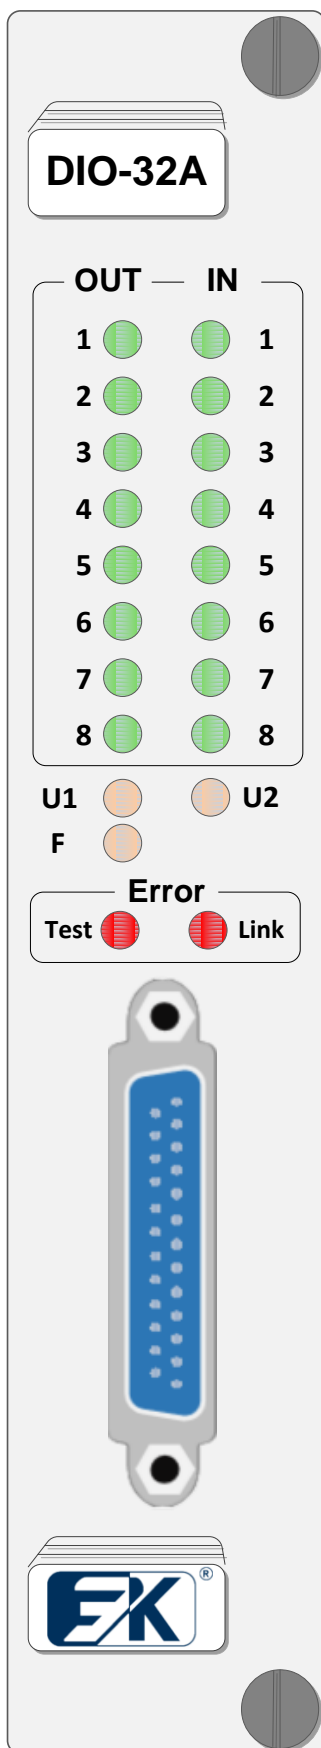 DIO-32A
OUT IN
1 1
2 2
3 3
4 4
5 5
6 6
7 7
8 8
U1 U2
F
Error
Test Link
EK®